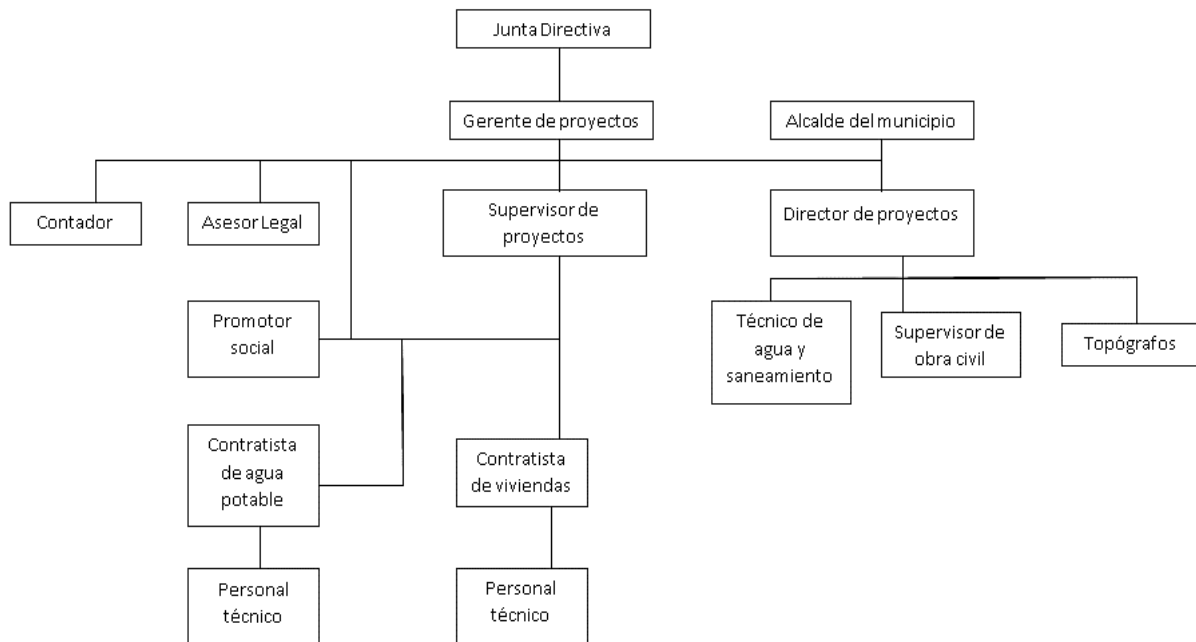 Junta Directiva
Gerente de proyectos
Alcalde del municipio
Contador
Asesor Legal
Supervisor de
proyectos
Director de proyectos
Promotor
social
Técnico de
agua y
saneamiento
Supervisor de
obra civil
Topógrafos
Contratista
de agua
potable
Contratista
de viviendas
Personal
técnico
Personal
técnico